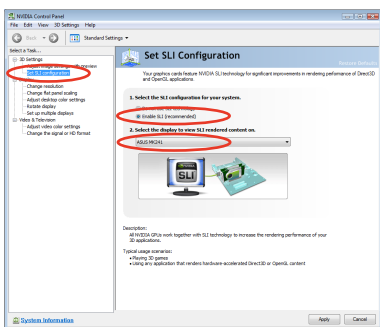 NVIDIA Control Panel
File Edit View 3D Settings Help
Back
Standard Settings
Select a Task...
3D Settings
Adjust image settings with preview
Set SLI configuration
Change resolution
Change flat panel scaling
Adjust desktop color settings
Rotate display
Set up multiple displays
Video & Television
Adjust video color settings
Change the signal or HD format
System Information
Set SLI Configuration
Restore Defaults
Your graphics cards feature NVIDIA SLI technology for significant improvements in rendering performance of Direct3D
and OpenGL applications.
1. Select the SLI configuration for your system.
Enable SLI (recommended)
2. Select the display to view SLI rendered content on.
ASUS MK241
SLI
Description:
All NVIDIA GPUs work together with SLI technology to increase the rendering performance of your
3D applications.
Typical usage scenarios:
• Playing 3D games
• Using any application that renders hardware-accelerated Direct3D or OpenGL content
Apply
Cancel